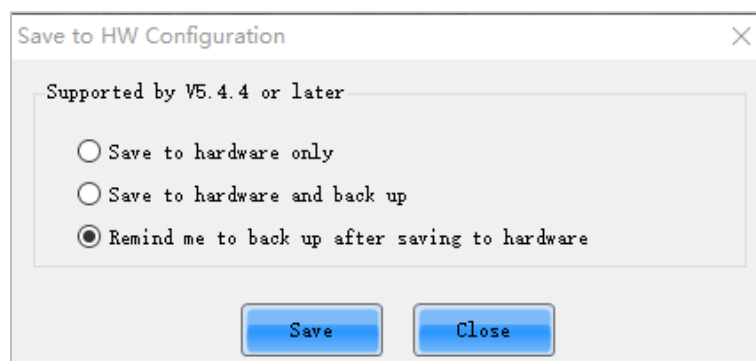 Save to HW Configuration
Supported by V5.4.4 or later
Save to hardware only
Save to hardware and back up
Remind me to back up after saving to hardware
Save
Close